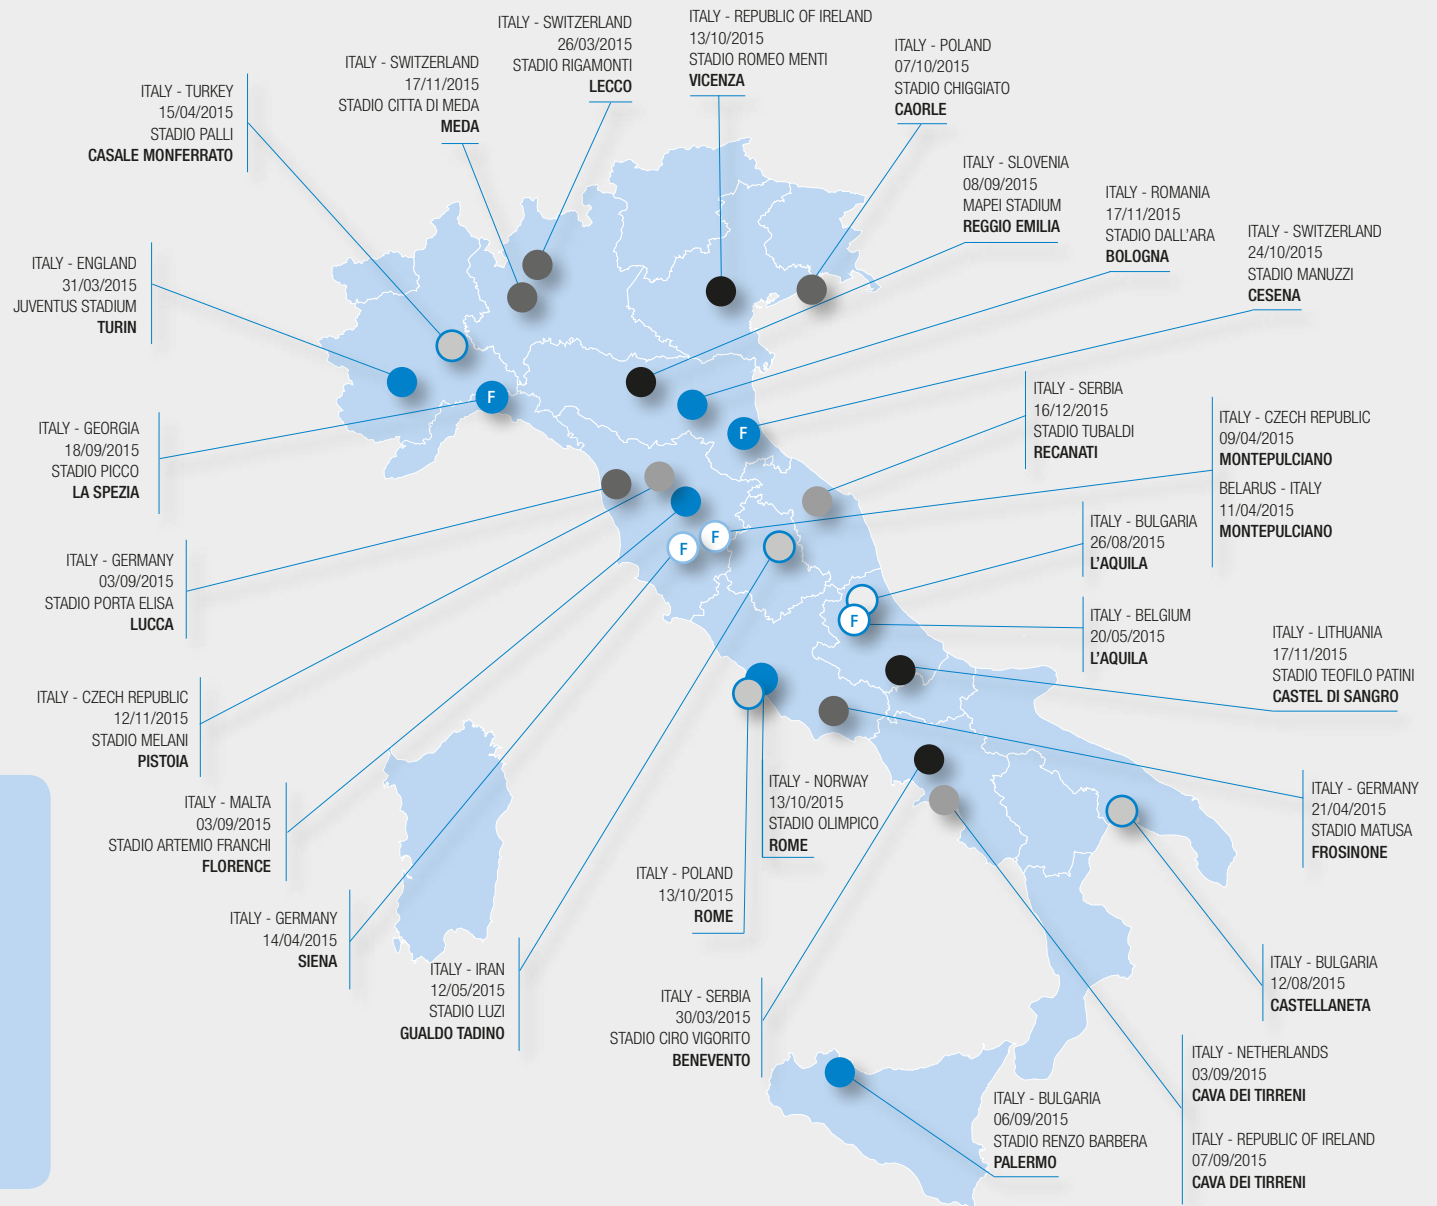 ITALY - SWITZERLAND
26/03/2015
STADIO RIGAMONTI
LECCO
ITALY - REPUBLIC OF IRELAND
13/10/2015
STADIO ROMEO MENTI
VICENZA
ITALY - POLAND
07/10/2015
STADIO CHIGGIATO
CAORLE
ITALY - SWITZERLAND
17/11/2015
STADIO CITTA DI MEDA
MEDA
ITALY - TURKEY
15/04/2015
STADIO PALLI
CASALE MONFERRATO
ITALY - SLOVENIA
08/09/2015
MAPEI STADIUM
REGGIO EMILIA
ITALY - ROMANIA
17/11/2015
STADIO DALL'ARA
BOLOGNA
ITALY - SWITZERLAND
24/10/2015
STADIO MANUZZI
CESENA
ITALY - ENGLAND
31/03/2015
JUVENTUS STADIUM
TURIN
F
F
ITALY - SERBIA
16/12/2015
STADIO TUBALDI
RECANATI
ITALY - CZECH REPUBLIC
09/04/2015
MONTEPULCIANO
BELARUS - ITALY
11/04/2015
MONTEPULCIANO
ITALY - GEORGIA
18/09/2015
STADIO PICCO
LA SPEZIA
F
F
ITALY - BULGARIA
26/08/2015
L'AQUILA
ITALY - GERMANY
03/09/2015
STADIO PORTA ELISA
LUCCA
F
ITALY - BELGIUM
20/05/2015
L'AQUILA
ITALY - LITHUANIA
17/11/2015
STADIO TEOFILO PATINI
CASTEL DI SANGRO
ITALY - CZECH REPUBLIC
12/11/2015
STADIO MELANI
PISTOIA
ITALY - MALTA
03/09/2015
STADIO ARTEMIO FRANCHI
FLORENCE
ITALY - NORWAY
13/10/2015
STADIO OLIMPICO
ROME
ITALY - GERMANY
21/04/2015
STADIO MATUSA
FROSINONE
ITALY - POLAND
13/10/2015
ROME
ITALY - GERMANY
14/04/2015
SIENA
ITALY - IRAN
12/05/2015
STADIO LUZI
GUALDO TADINO
ITALY - BULGARIA
12/08/2015
CASTELLANETA
ITALY - SERBIA
30/03/2015
STADIO CIRO VIGORITO
BENEVENTO
ITALY - NETHERLANDS
03/09/2015
CAVA DEI TIRRENI
ITALY - REPUBLIC OF IRELAND
07/09/2015
CAVA DEI TIRRENI
ITALY - BULGARIA
06/09/2015
STADIO RENZO BARBERA
PALERMO